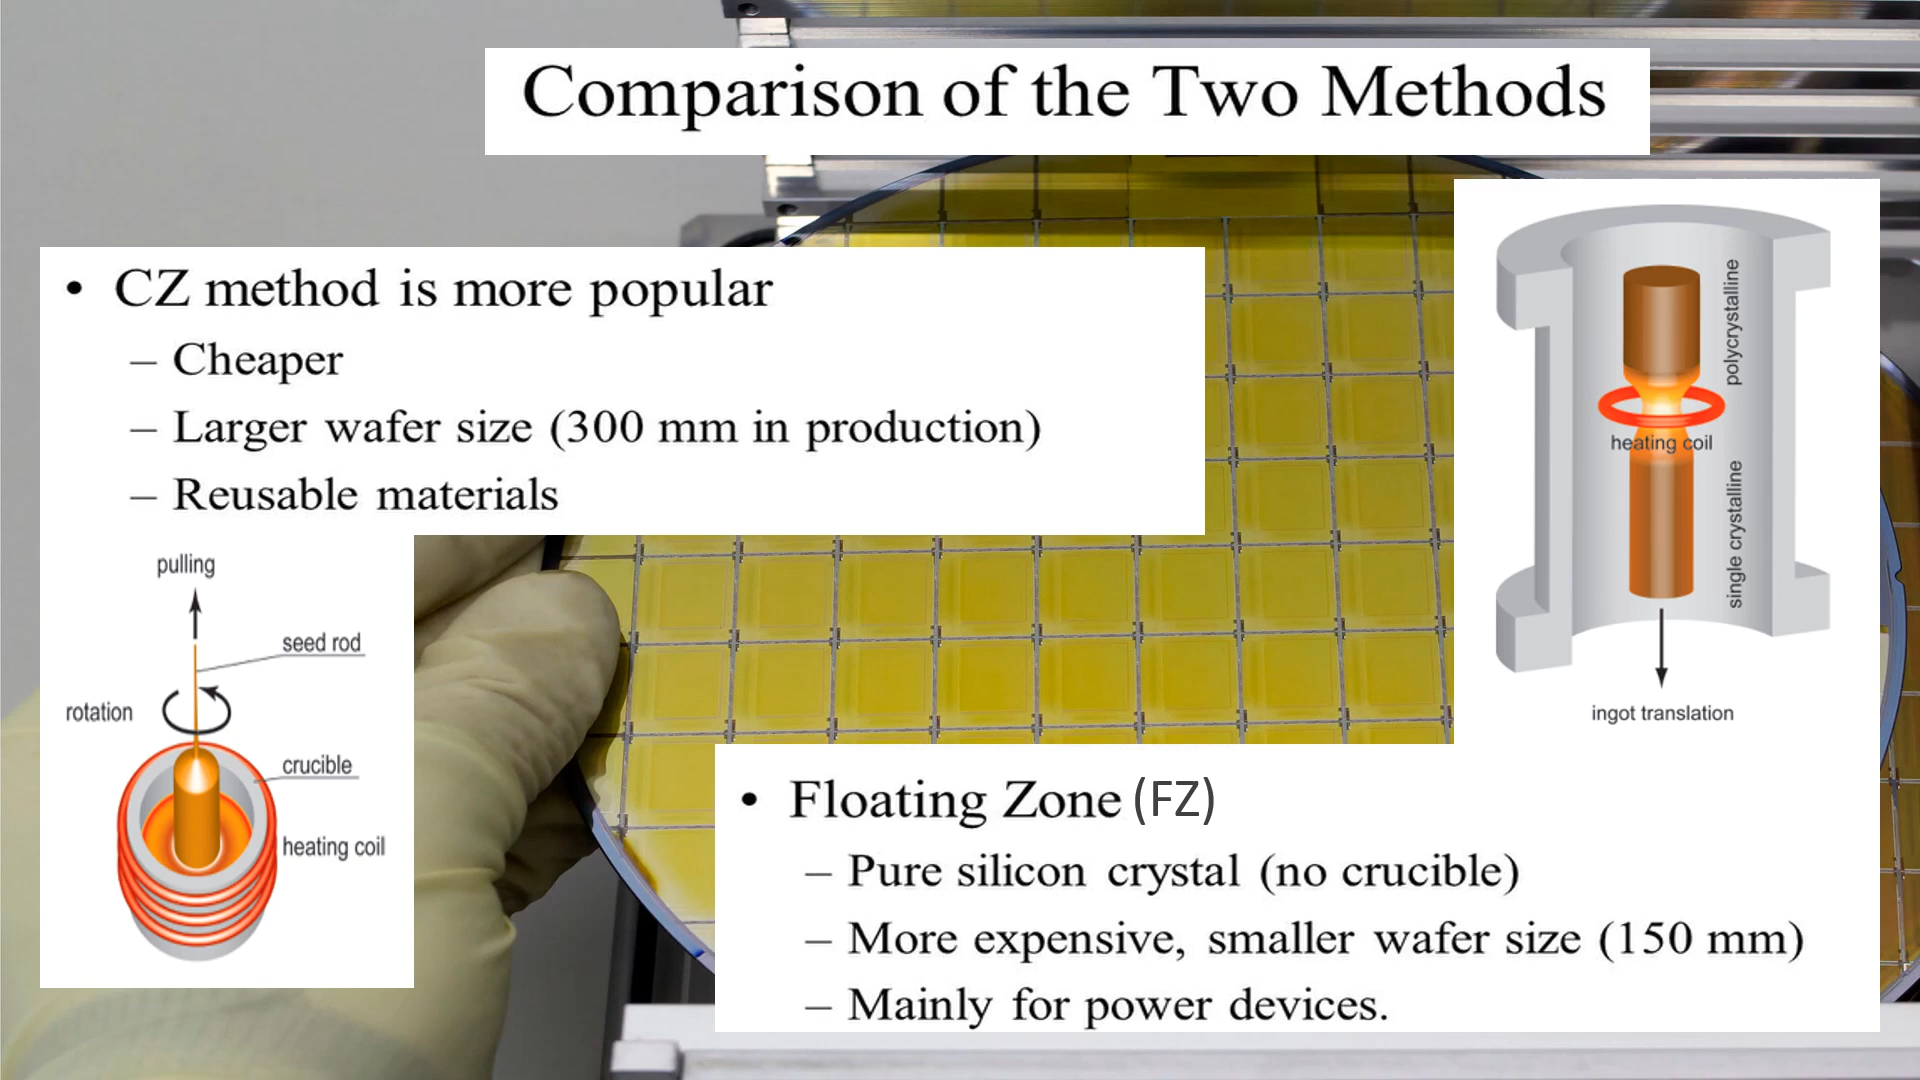 Comparison of the Two Methods
• CZ method is more popular
– Cheaper
– Larger wafer size (300 mm in production)
– Reusable materials
pulling
seed rod
rotation
crucible
heating coil
polycrystalline
heating coil
single crystalline
ingot translation
• Floating Zone (FZ)
– Pure silicon crystal (no crucible)
– More expensive, smaller wafer size (150 mm)
– Mainly for power devices.